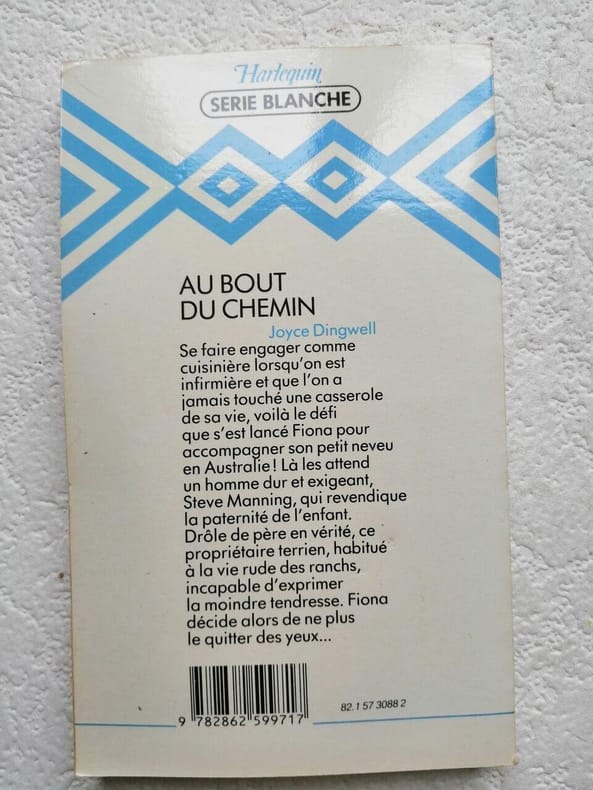 Harlequin
SERIE BLANCHE
AU BOUT
DU CHEMIN
Joyce Dingwell
Se faire engager comme
cuisinière lorsqu'on est
infirmière et que l'on a
jamais touché une casserole
de sa vie, voilà le défi
que s'est lancé Fiona pour
accompagner son petit neveu
en Australie! Là les attend
un homme dur et exigeant,
Steve Manning, qui revendique
la paternité de l'enfant.
Drôle de père en vérité, ce
propriétaire terrien, habitué
à la vie rude des ranchs,
incapable d'exprimer
la moindre tendresse. Fiona
décide alors de ne plus
le quitter des yeux...
82.1 57 3088 2
9 782862 599717